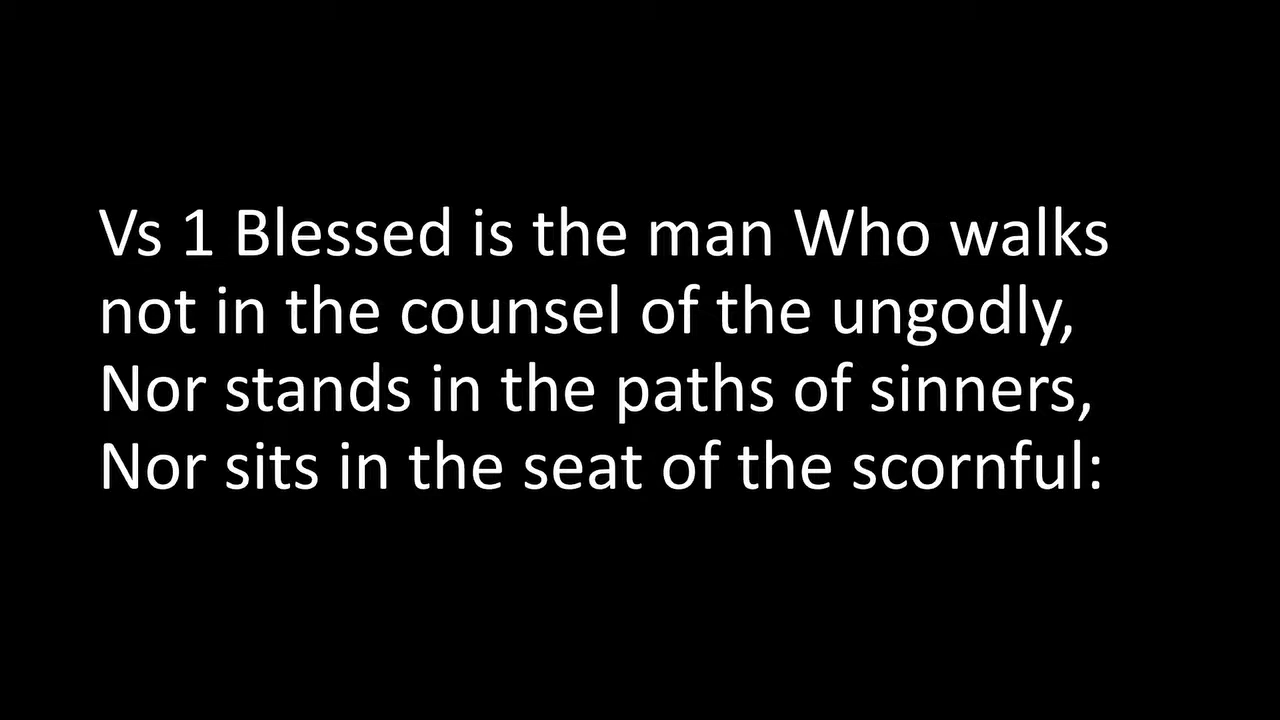 Vs 1 Blessed is the man Who walks
not in the counsel of the ungodly,
Nor stands in the paths of sinners,
Nor sits in the seat of the scornful: